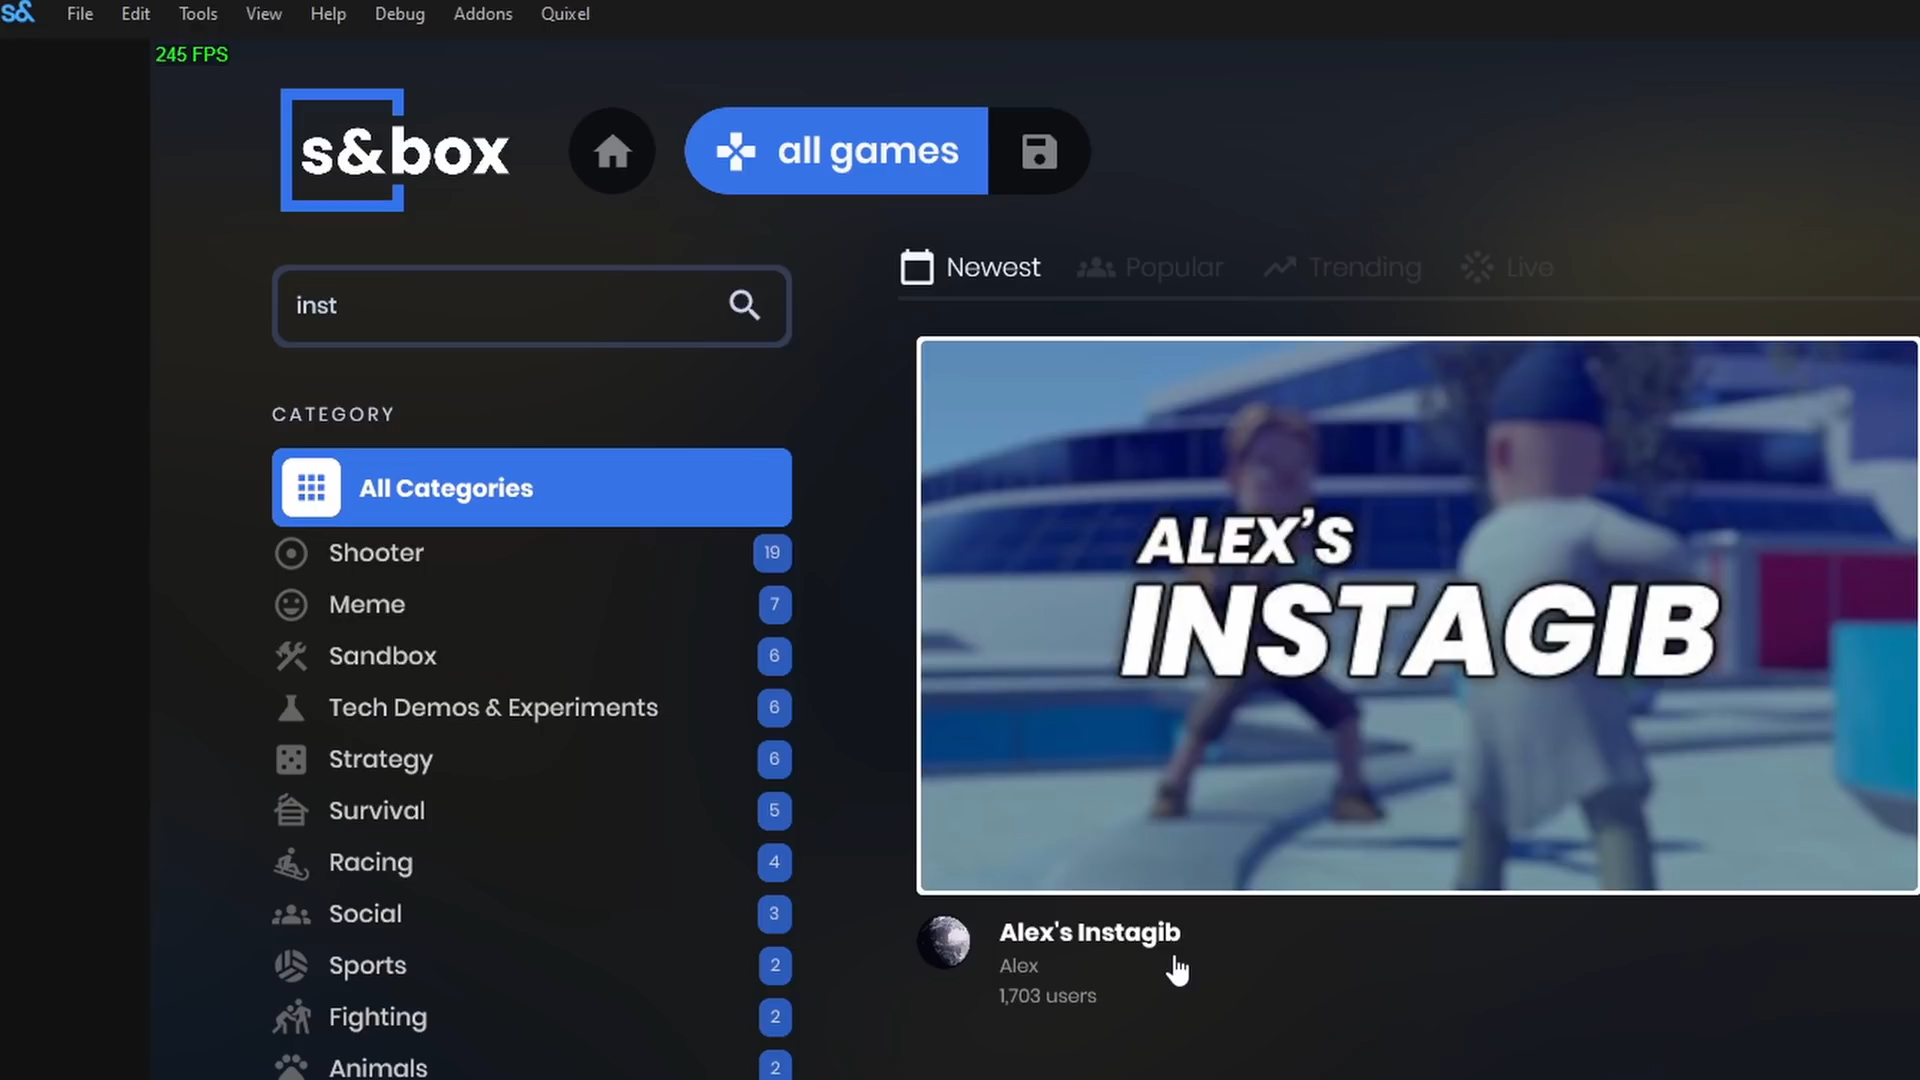 s& File Edit Tools View Help Debug Addons Quixel
245 FPS
s&box all games
inst
Newest Popular Trending Live
CATEGORY
All Categories
Shooter 19
Meme 7
Sandbox 6
Tech Demos & Experiments 6
Strategy 6
Survival 5
Racing 4
Social 3
Sports 2
Fighting 2
Animals 2
ALEX'S
INSTAGIB
Alex's Instagib
Alex
1,703 users